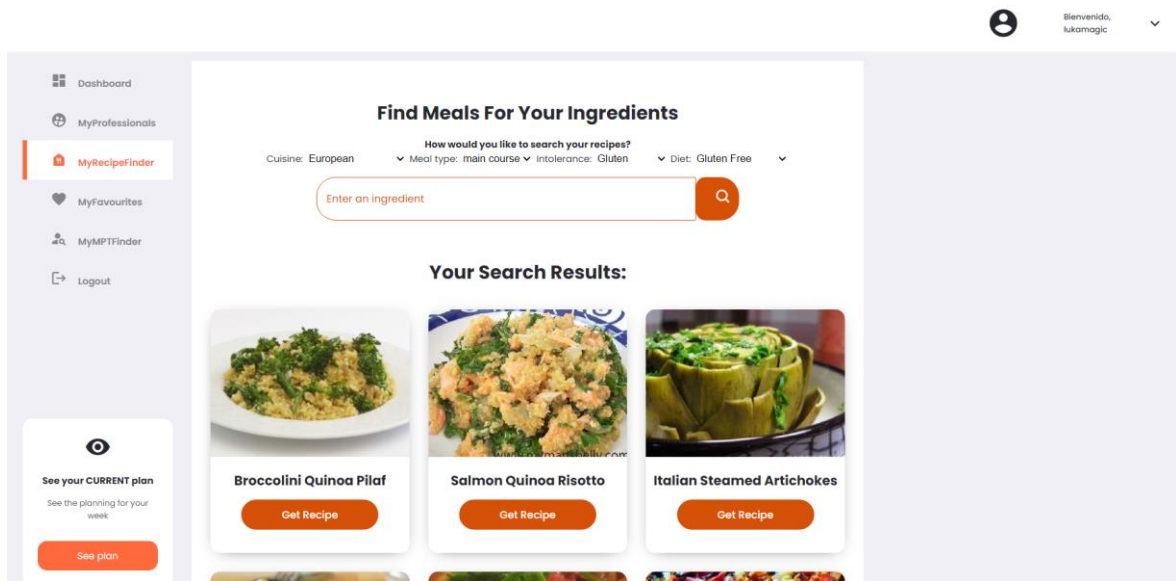 Bienvenido,
lukamagic
Dashboard
MyProfessionals
MyRecipeFinder
MyFavourites
MyMPTFinder
Logout
See your CURRENT plan
See the planning for your
week
See plan
Find Meals For Your Ingredients
How would you like to search your recipes?
Cuisine: European Meal type: main course Intolerance: Gluten Diet: Gluten Free
Enter an ingredient
Your Search Results:
Broccolini Quinoa Pilaf
Get Recipe
Salmon Quinoa Risotto
Get Recipe
Italian Steamed Artichokes
Get Recipe